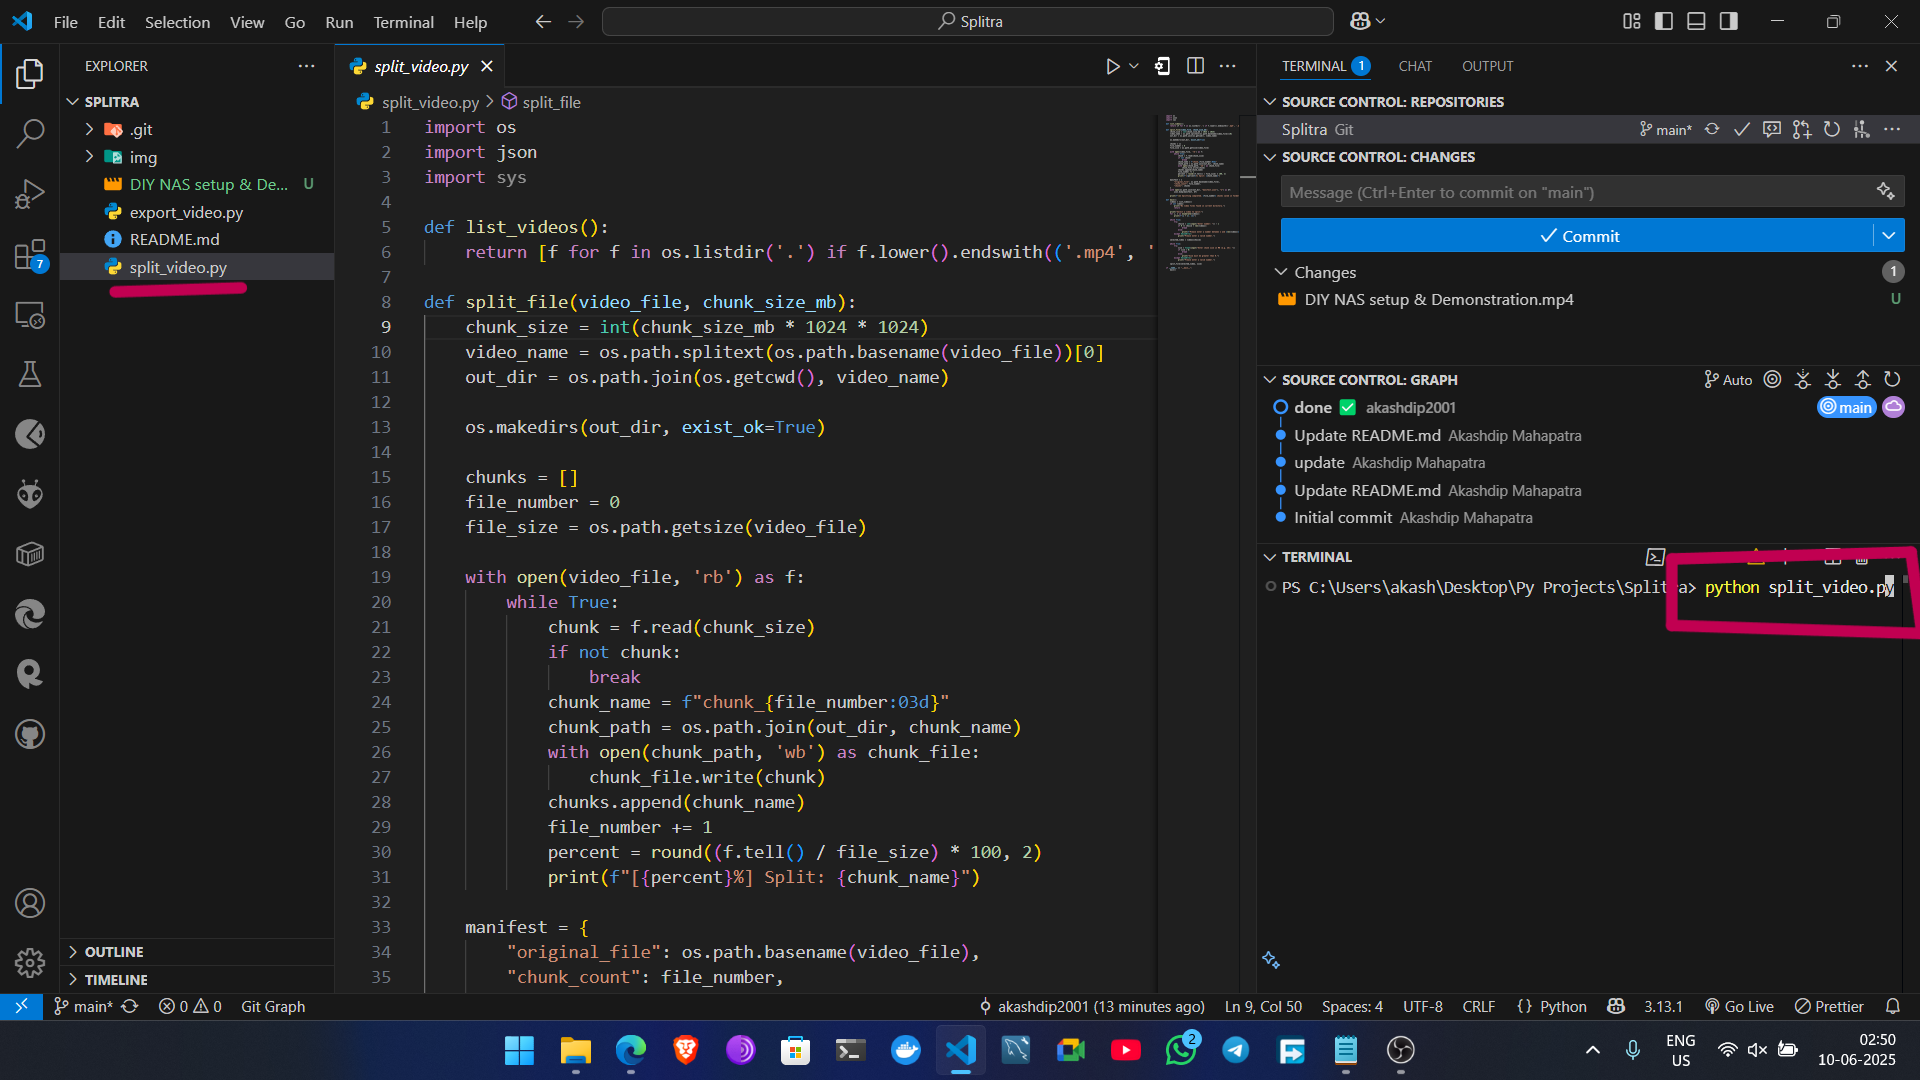 File Edit Selection View Go Run Terminal Help
Splitra
EXPLORER
SPLITRA
.git
img
DIY NAS setup & De... U
export_video.py
README.md
split_video.py
7
OUTLINE
TIMELINE
split_video.py
split_video.py > split_file
1 import os
2 import json
3 import sys
4
5 def list_videos():
6 return [f for f in os.listdir('.') if f.lower().endswith(('.mp4', '
7
8 def split_file(video_file, chunk_size_mb):
9 chunk_size = int(chunk_size_mb * 1024 * 1024)
10 video_name = os.path.splitext(os.path.basename(video_file))[0]
11 out_dir = os.path.join(os.getcwd(), video_name)
12
13 os.makedirs(out_dir, exist_ok=True)
14
15 chunks = []
16 file_number = 0
17 file_size = os.path.getsize(video_file)
18
19 with open(video_file, 'rb') as f:
20 while True:
21 chunk = f.read(chunk_size)
22 if not chunk:
23 break
24 chunk_name = f"chunk_{file_number:03d}"
25 chunk_path = os.path.join(out_dir, chunk_name)
26 with open(chunk_path, 'wb') as chunk_file:
27 chunk_file.write(chunk)
28 chunks.append(chunk_name)
29 file_number += 1
30 percent = round((f.tell() / file_size) * 100, 2)
31 print(f"[{percent}%] Split: {chunk_name}")
32
33 manifest = {
34 "original_file": os.path.basename(video_file),
35 "chunk_count": file_number,
TERMINAL 1 CHAT OUTPUT
SOURCE CONTROL: REPOSITORIES
Splitra Git main*
SOURCE CONTROL: CHANGES
Message (Ctrl+Enter to commit on "main")
Commit
Changes 1
DIY NAS setup & Demonstration.mp4 U
SOURCE CONTROL: GRAPH Auto
done akashdip2001 main
Update README.md Akashdip Mahapatra
update Akashdip Mahapatra
Update README.md Akashdip Mahapatra
Initial commit Akashdip Mahapatra
TERMINAL
PS C:\Users\akash\Desktop\Py Projects\Splitra> python split_video.py
main* 0 0 Git Graph akashdip2001 (13 minutes ago) Ln 9, Col 50 Spaces: 4 UTF-8 CRLF {} Python 3.13.1 Go Live Prettier
2
ENG
US
02:50
10-06-2025